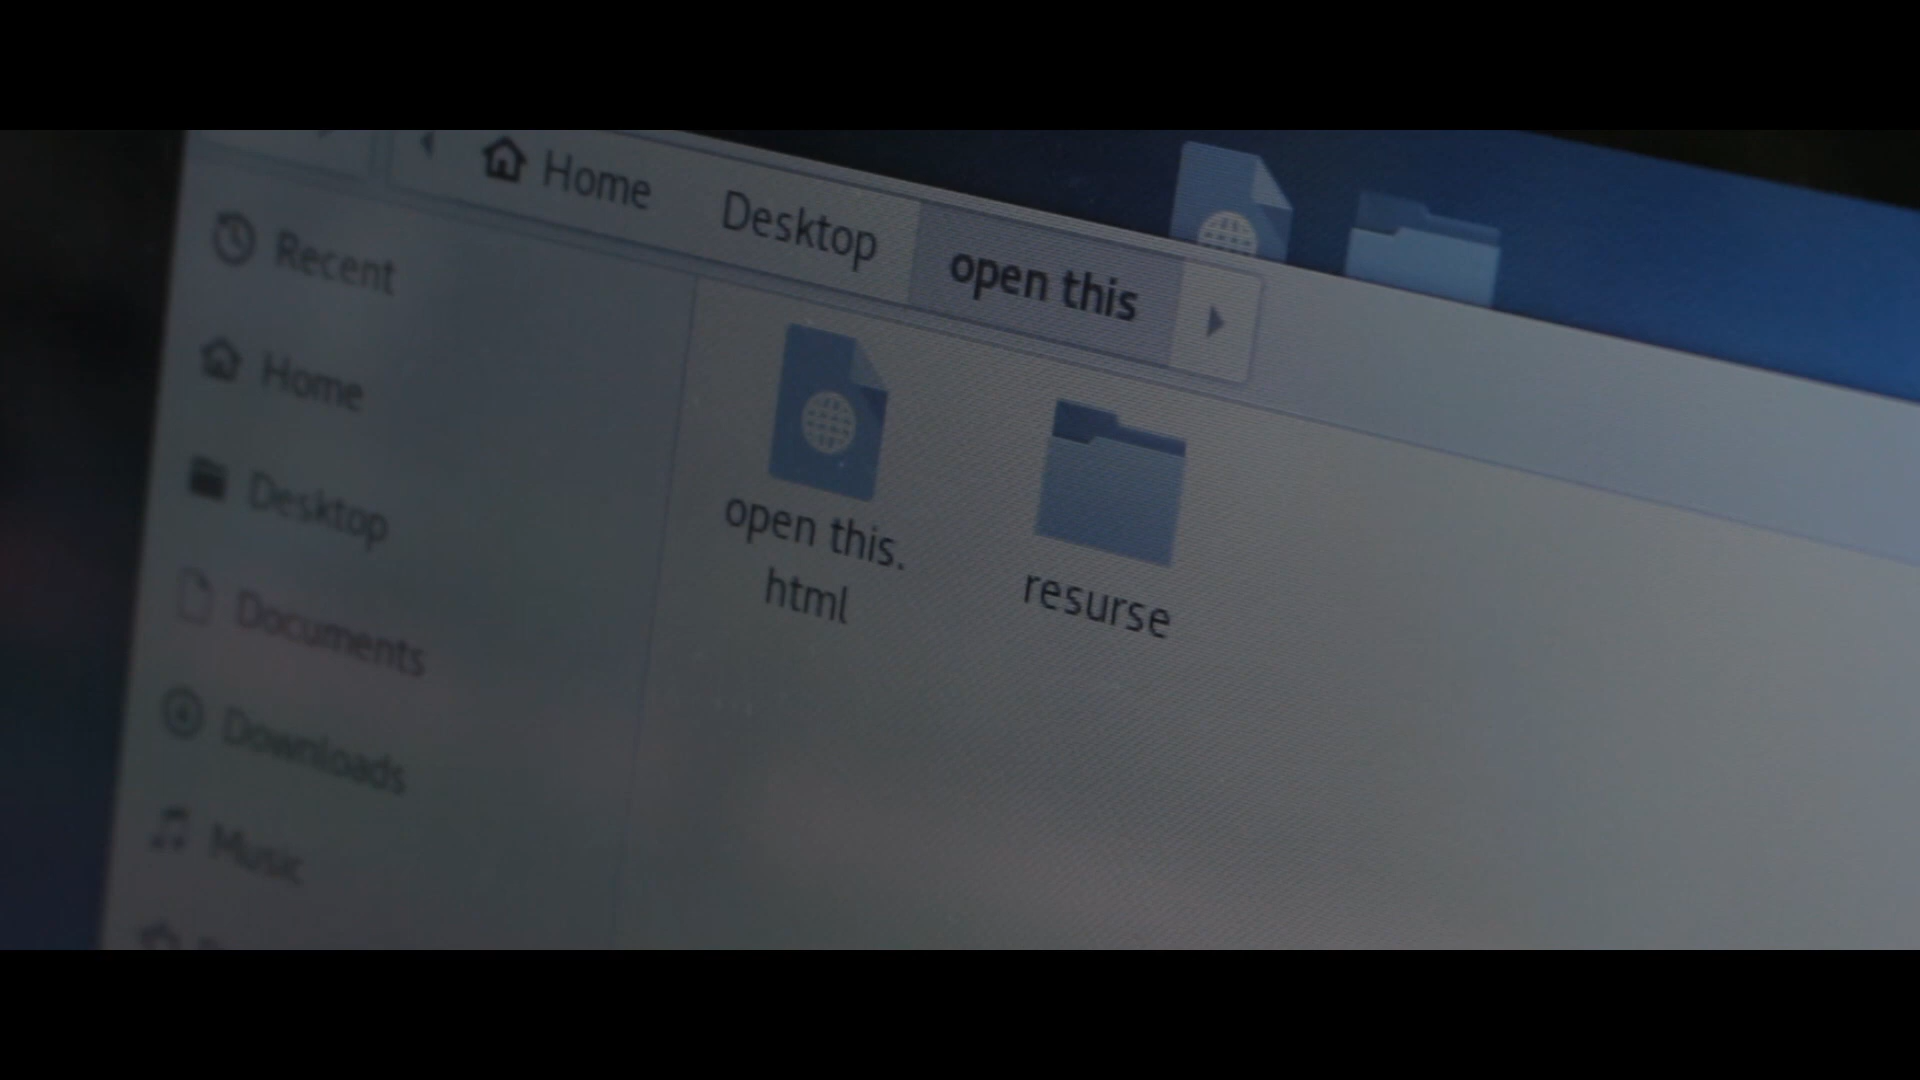 Home Desktop open this
Recent
Home
Desktop
Documents
Downloads
Music
open this.
html
resurse